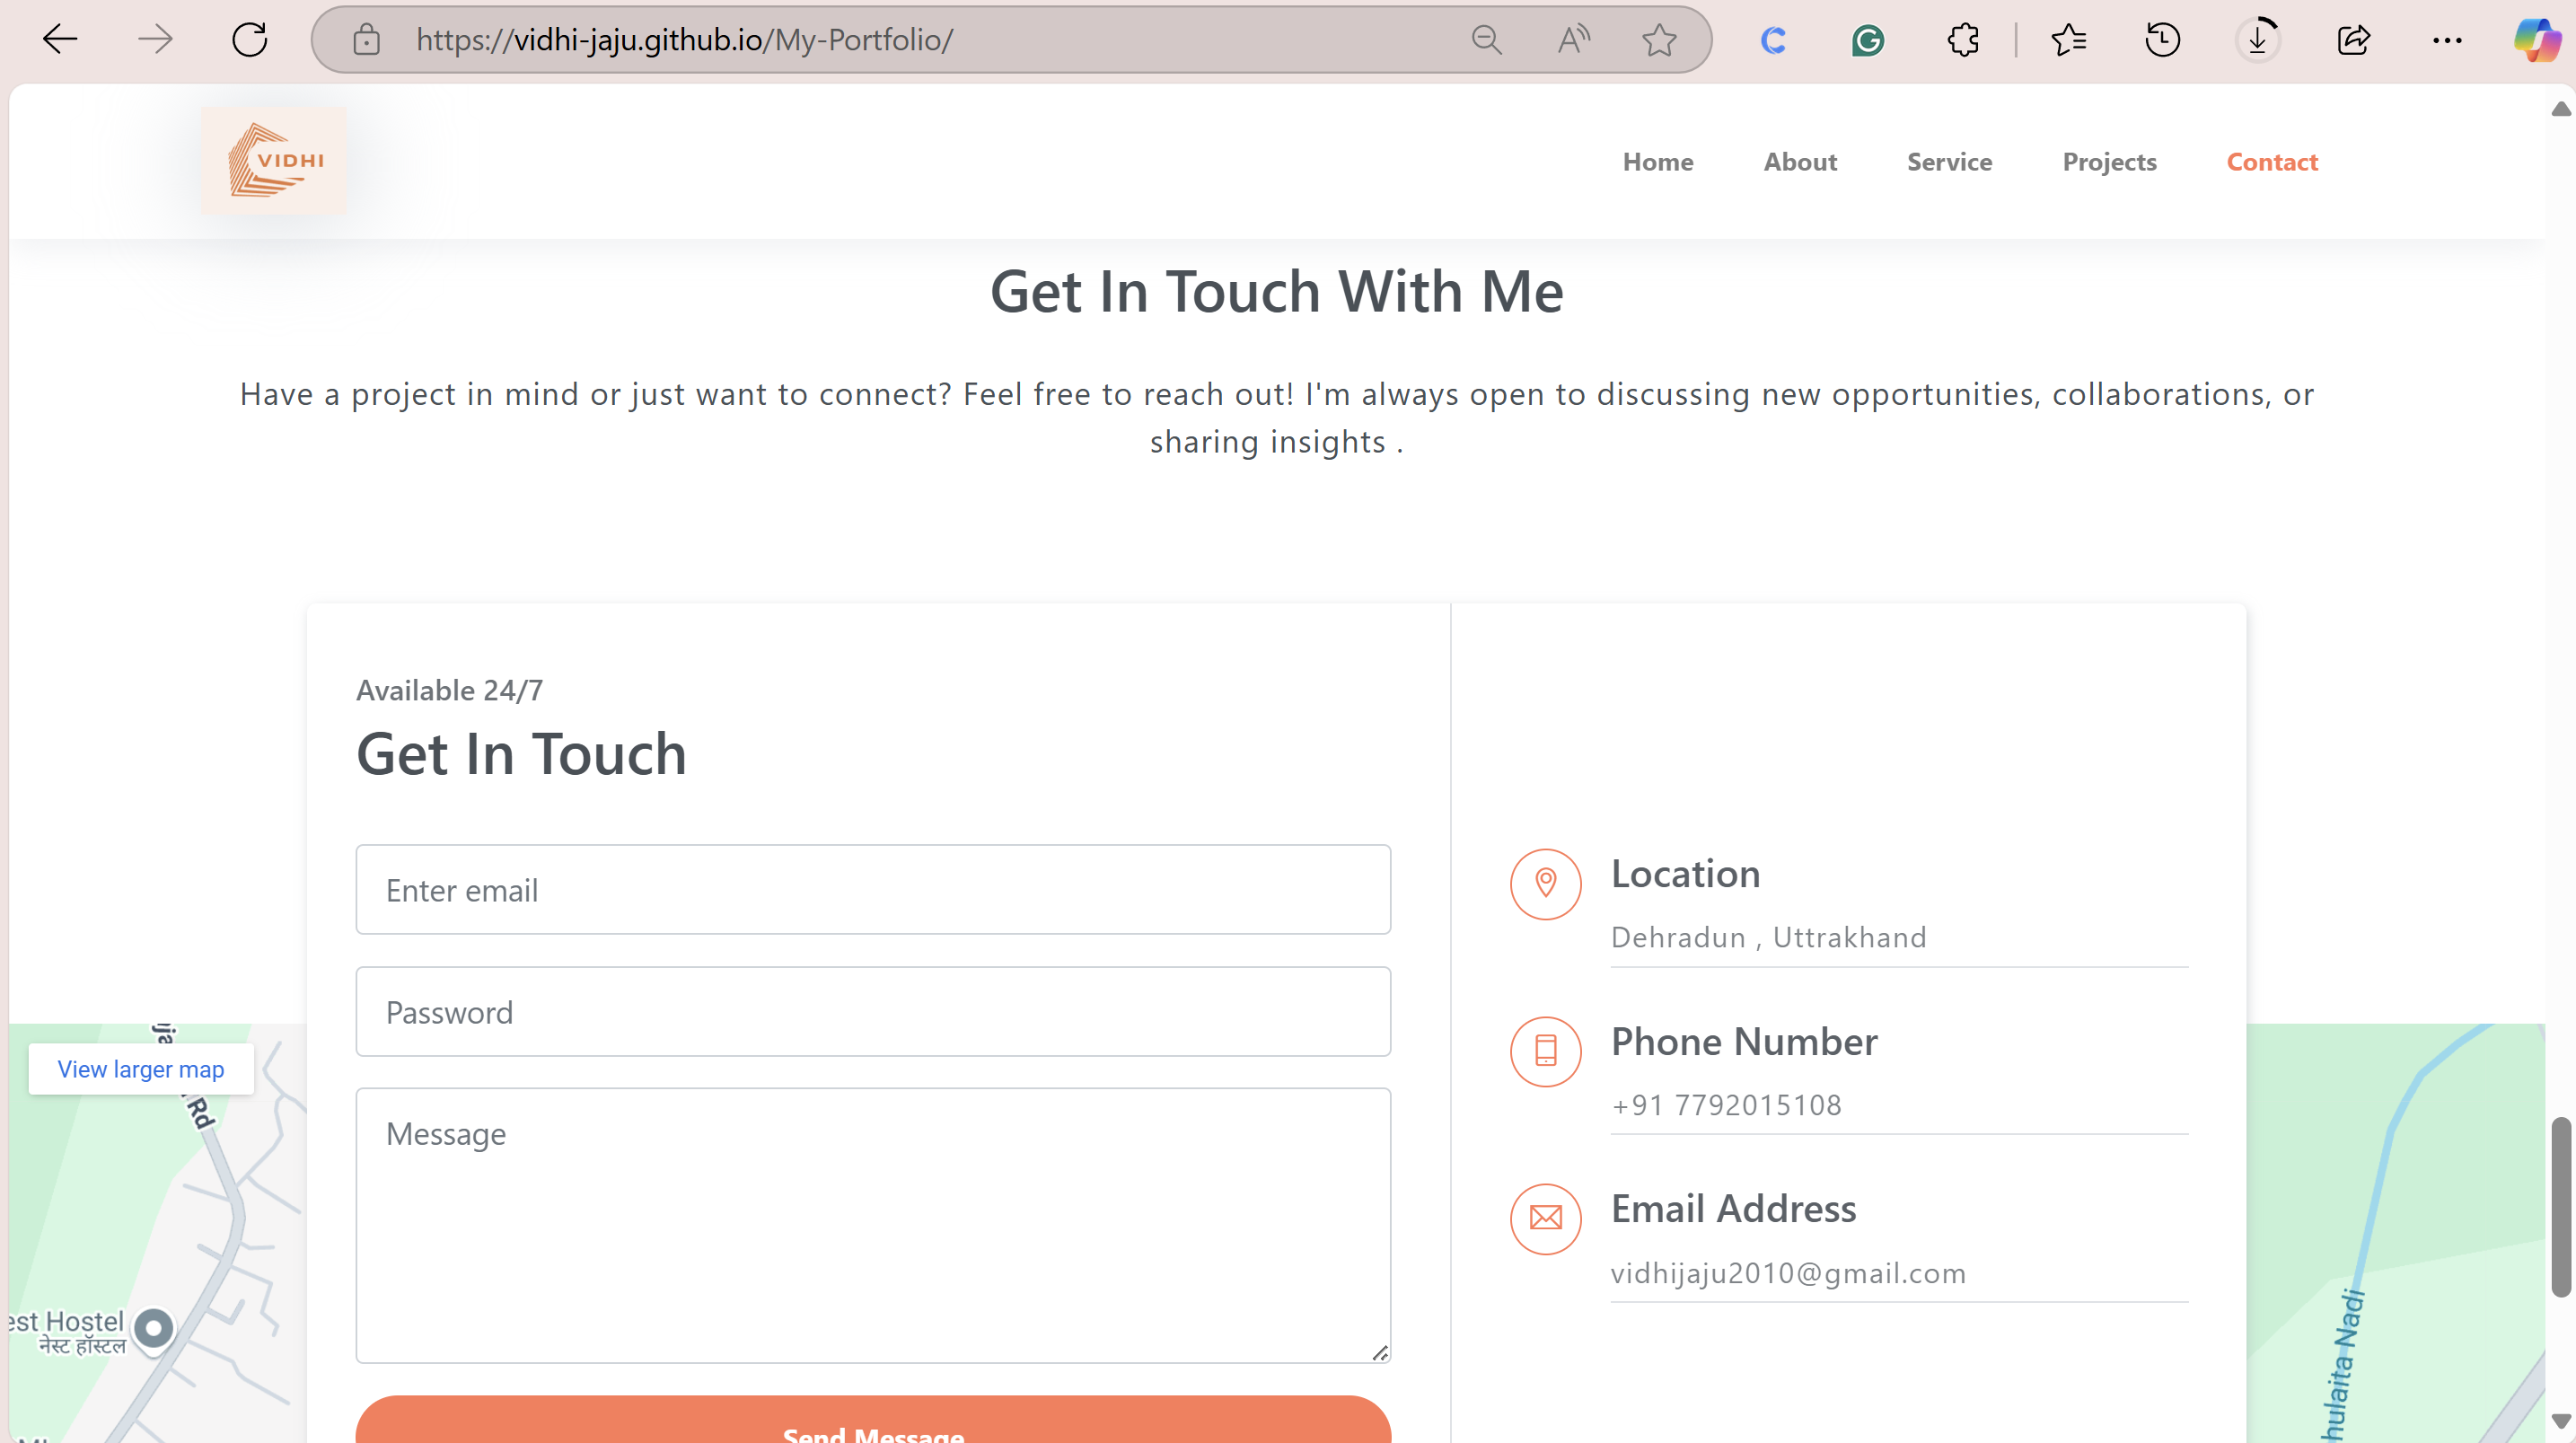 https://vidhi-jaju.github.io/My-Portfolio/
VIDHI
Home About Service Projects Contact
Get In Touch With Me
Have a project in mind or just want to connect? Feel free to reach out! I'm always open to discussing new opportunities, collaborations, or
sharing insights .
Available 24/7
Get In Touch
Enter email
Password
Message
Send Message
Location
Dehradun , Uttrakhand
Phone Number
+91 7792015108
Email Address
vidhijaju2010@gmail.com
View larger map
Rd
est Hostel
नेस्ट हॉस्टल
hulaita Nadi